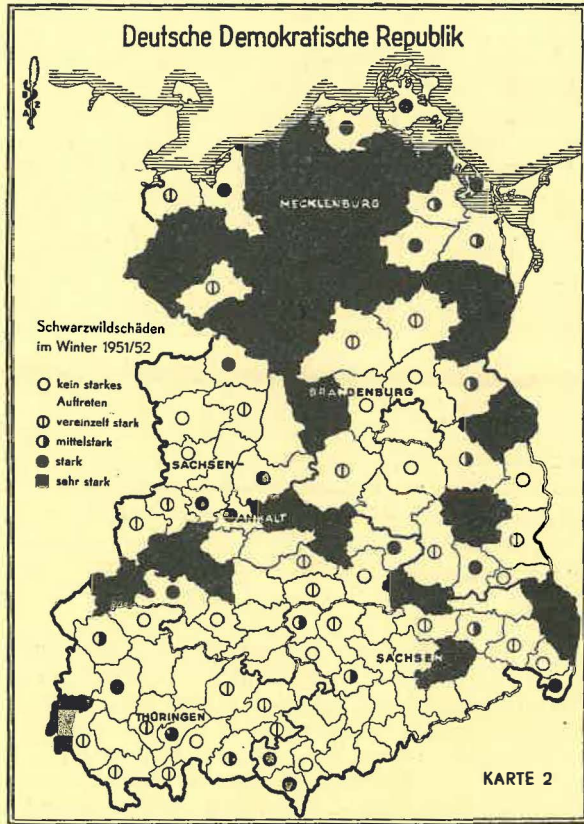 Deutsche Demokratische Republik
MECKLENBURG
Schwarzwildschäden
im Winter 1951/52
kein starkes
Auftreten
vereinzelt stark
mittelstark
stark
sehr stark
BRANDENBURG
SACHSEN-
ANHALT
SACHSEN
THÜRINGEN
KARTE 2